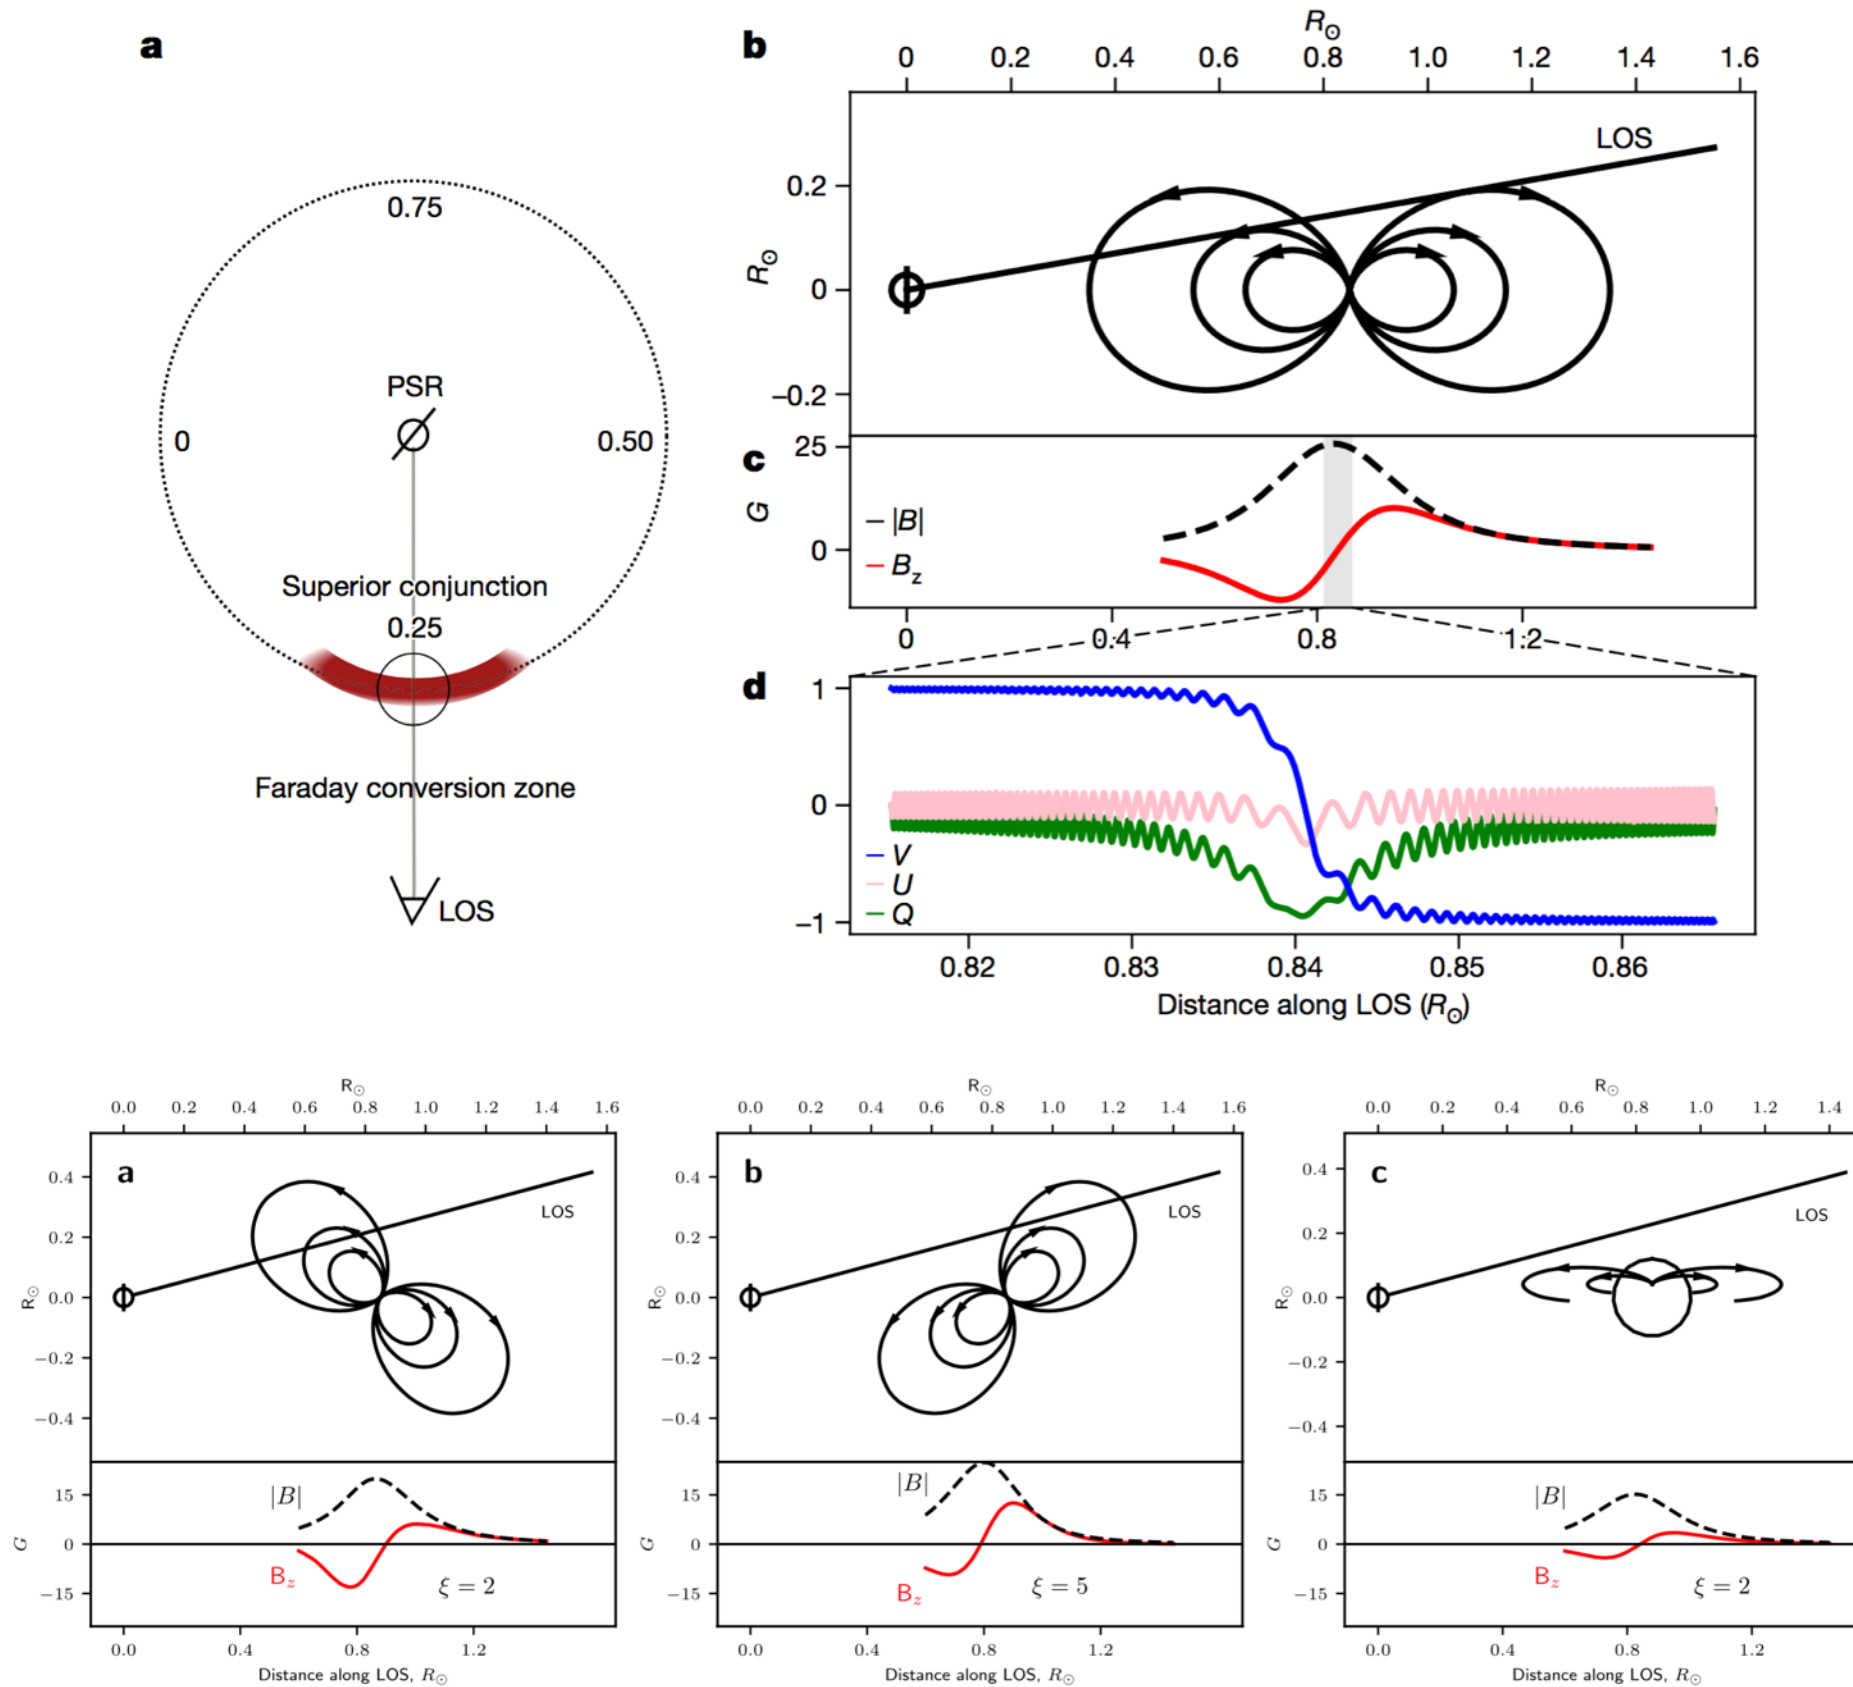 a
0.75
PSR
0
0.50
Superior conjunction
0.25
Faraday conversion zone
LOS
b
R⊙
0 0.2 0.4 0.6 0.8 1.0 1.2 1.4 1.6
LOS
R⊙
0.2
0
−0.2
c
25
0
G
|B|
Bz
0 0.4 0.8 1.2
d
1
0
−1
V
U
Q
0.82 0.83 0.84 0.85 0.86
Distance along LOS (R⊙)
R⊙
0.0 0.2 0.4 0.6 0.8 1.0 1.2 1.4 1.6
a
0.4
0.2
0.0
−0.2
−0.4
R⊙
LOS
15
0
−15
G
|B|
Bz
ξ = 2
0.0 0.4 0.8 1.2
Distance along LOS, R⊙
R⊙
0.0 0.2 0.4 0.6 0.8 1.0 1.2 1.4 1.6
b
0.4
0.2
0.0
−0.2
−0.4
R⊙
LOS
15
0
−15
G
|B|
Bz
ξ = 5
0.0 0.4 0.8 1.2
Distance along LOS, R⊙
R⊙
0.0 0.2 0.4 0.6 0.8 1.0 1.2 1.4
c
0.4
0.2
0.0
−0.2
−0.4
R⊙
LOS
15
0
−15
G
|B|
Bz
ξ = 2
0.0 0.4 0.8 1.2
Distance along LOS, R⊙